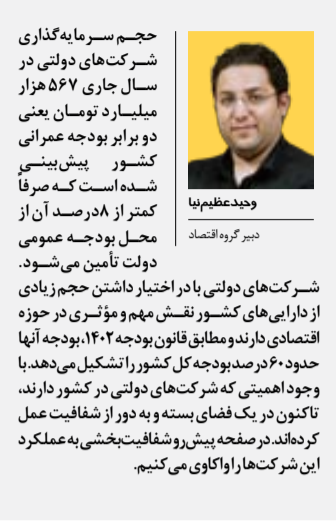 حجم سرمایه‌گذاری
شرکت‌های دولتی در
سال جاری ۵۶۷ هزار
میلیارد تومان یعنی
دو برابر بودجه عمرانی
کشور پیش‌بینی
شده است که صرفاً
کمتر از ۸درصد آن از
محل بودجه عمومی
دولت تأمین می‌شود.
وحید عظیم‌نیا
دبیر گروه اقتصاد
شرکت‌های دولتی با در اختیار داشتن حجم زیادی
از دارایی‌های کشور نقش مهم و مؤثری در حوزه
اقتصادی دارند و مطابق قانون بودجه ۱۴۰۲، بودجه آنها
حدود ۶۰ درصد بودجه کل کشور را تشکیل می‌دهد. با
وجود اهمیتی که شرکت‌های دولتی در کشور دارند،
تاکنون در یک فضای بسته و به دور از شفافیت عمل
کرده‌اند. در صفحه پیش‌رو شفافیت‌بخشی به عملکرد
این شرکت‌ها را واکاوی می‌کنیم.